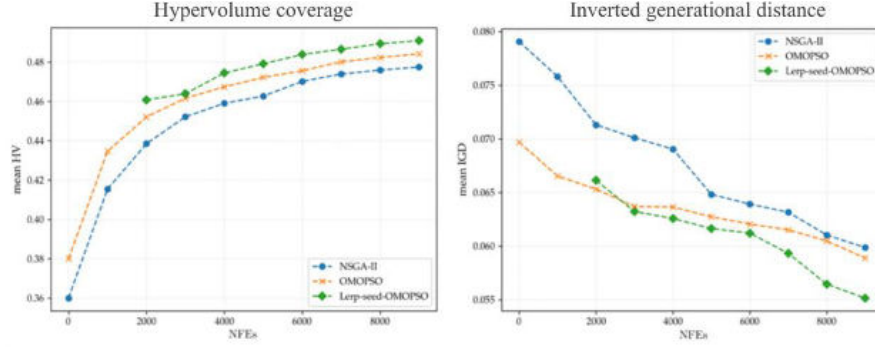 Hypervolume coverage
mean HV
0.48
0.46
0.44
0.42
0.40
0.38
0.36
NSGA-II
OMOPSO
Lerp-seed-OMOPSO
0
2000
4000
6000
8000
NFEs
Inverted generational distance
mean IGD
0.080
0.075
0.070
0.065
0.060
0.055
NSGA-II
OMOPSO
Lerp-seed-OMOPSO
0
2000
4000
6000
8000
NFEs